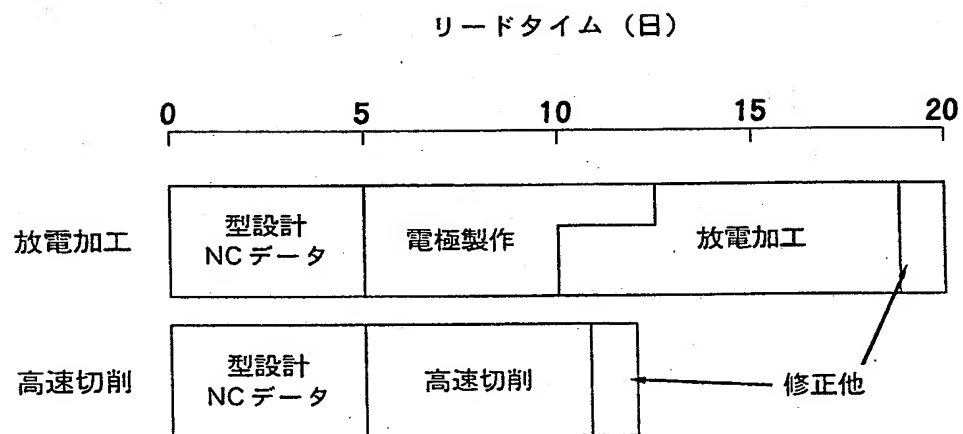 リードタイム（日）
0 5 10 15 20
放電加工
型設計
NCデータ
電極製作
放電加工
高速切削
型設計
NCデータ
高速切削
修正他